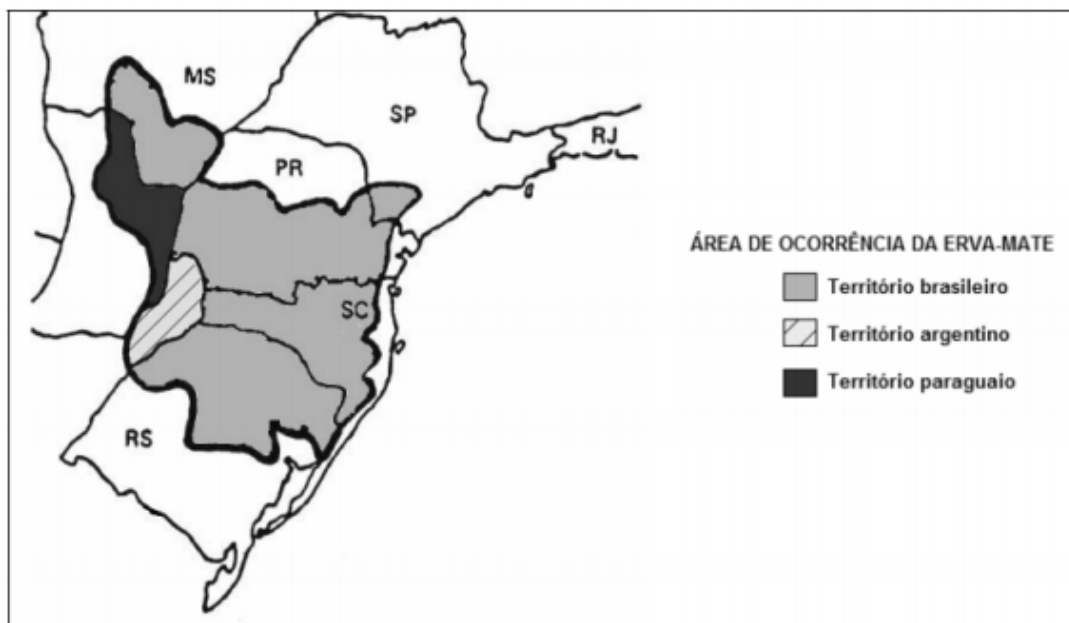 MS
SP
RJ
PR
SC
RS
ÁREA DE OCORRÊNCIA DA ERVA-MATE
Território brasileiro
Território argentino
Território paraguaio